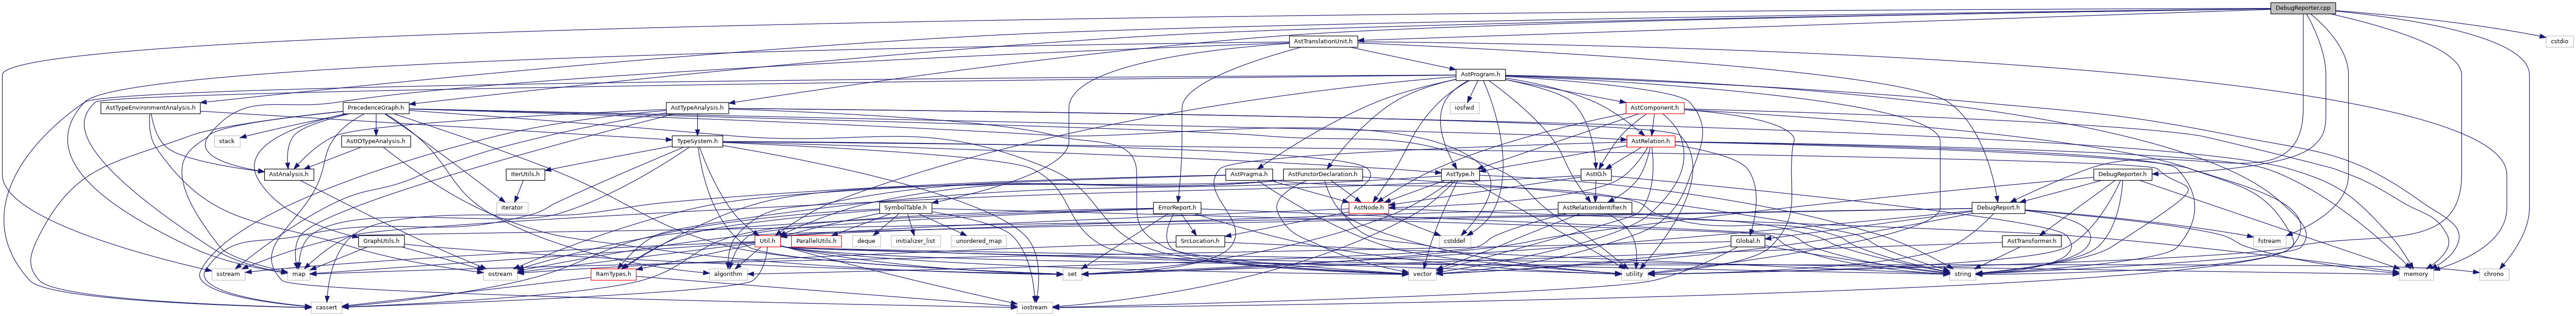 DebugReporter.cpp
AstTranslationUnit.h
cstdio
AstProgram.h
AstTypeEnvironmentAnalysis.h
PrecedenceGraph.h
AstTypeAnalysis.h
iosfwd
AstComponent.h
stack
AstIOTypeAnalysis.h
TypeSystem.h
AstRelation.h
AstAnalysis.h
IterUtils.h
AstPragma.h
AstFunctorDeclaration.h
AstType.h
AstIO.h
DebugReporter.h
iterator
SymbolTable.h
ErrorReport.h
AstNode.h
AstRelationIdentifier.h
DebugReport.h
GraphUtils.h
Util.h
ParallelUtils.h
deque
initializer_list
unordered_map
SrcLocation.h
cstddef
Global.h
AstTransformer.h
fstream
sstream
map
ostream
RamTypes.h
algorithm
set
vector
utility
string
memory
chrono
cassert
iostream